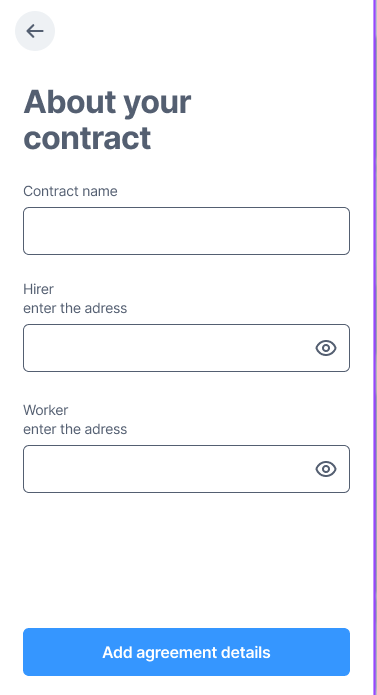 About your
contract
Contract name
Hirer
enter the adress
Worker
enter the adress
Add agreement details